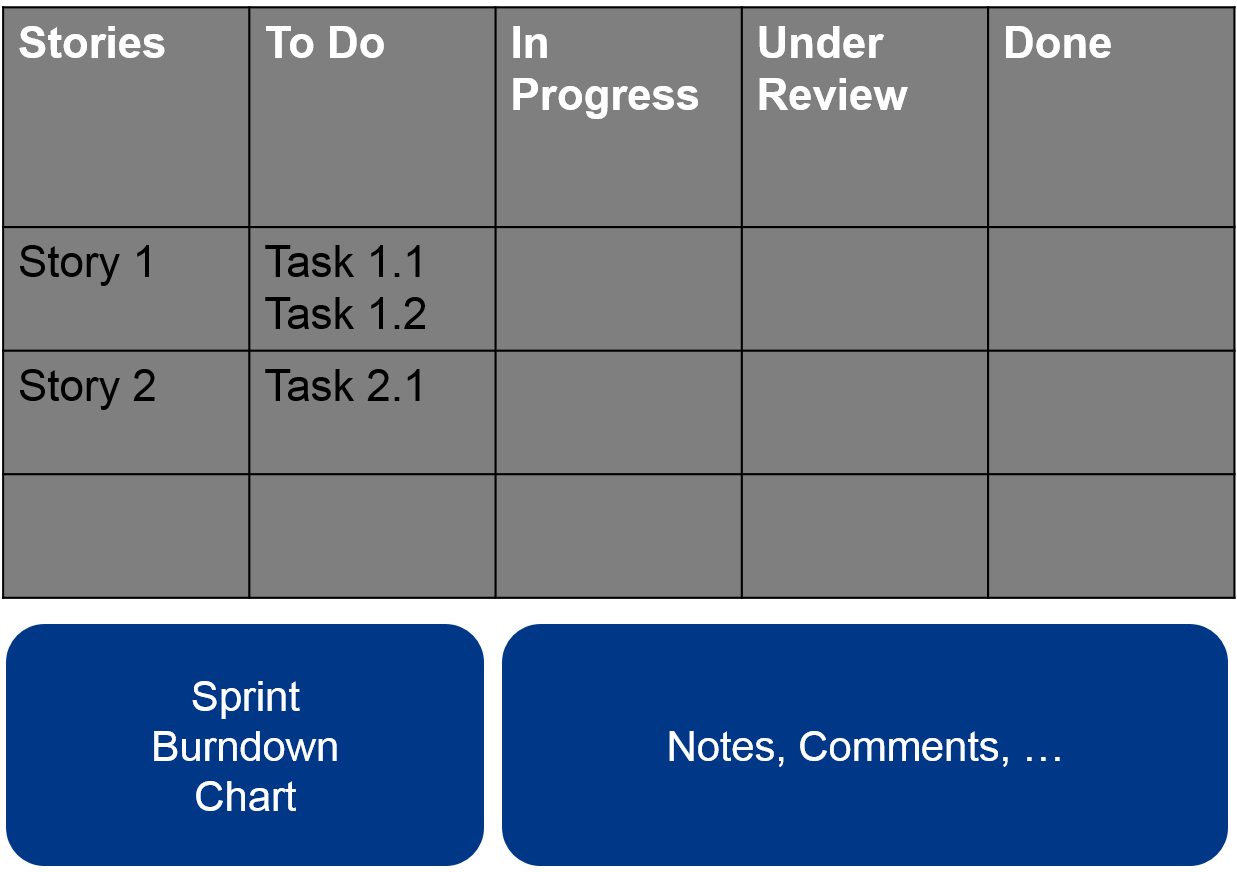 Stories
To Do
In
Progress
Under
Review
Done
Story 1
Task 1.1
Task 1.2
Story 2
Task 2.1
Sprint
Burndown
Chart
Notes, Comments, …